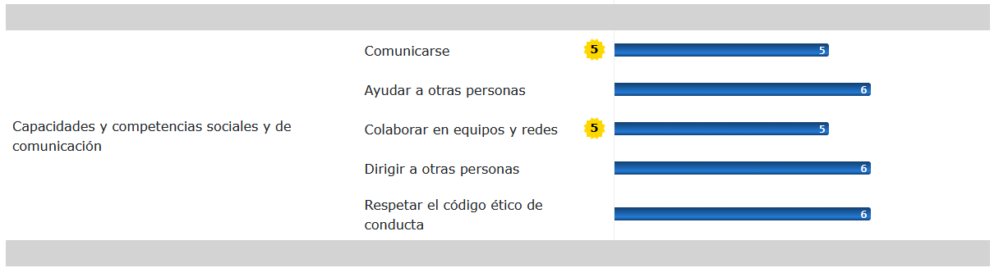 Comunicarse 5 5
Ayudar a otras personas 6
Capacidades y competencias sociales y de
comunicación
Colaborar en equipos y redes 5 5
Dirigir a otras personas 6
Respetar el código ético de
conducta 6